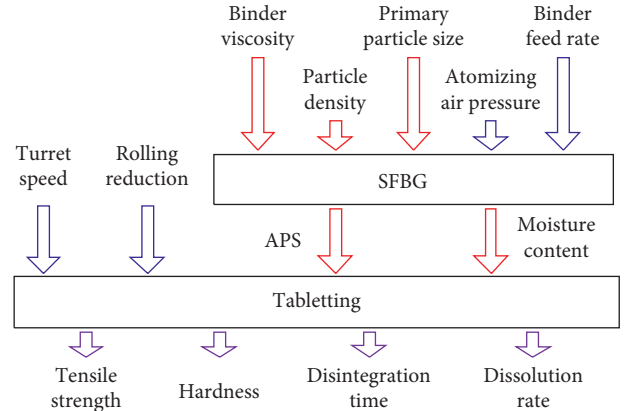 Binder
viscosity
Primary
particle size
Binder
feed rate
Particle
density
Atomizing
air pressure
Turret
speed
Rolling
reduction
SFBG
APS
Moisture
content
Tabletting
Tensile
strength
Hardness
Disintegration
time
Dissolution
rate